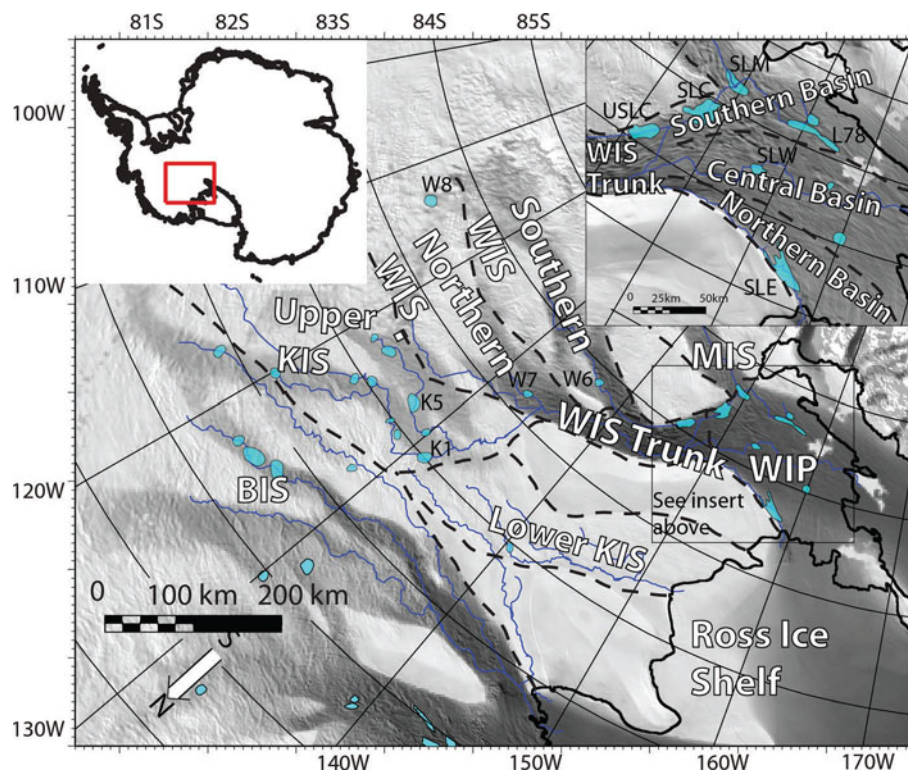 81S 82S 83S 84S 85S
100W
110W
120W
130W
140W 150W 160W 170W
SLM
SLC
USLC
Southern Basin
L78
WIS
Trunk
SLW
Central Basin
Northern Basin
SLE
0 25km 50km
W8
WIS
Northern
WIS
Southern
Upper
KIS
K5
K1
W7
W6
MIS
WIS Trunk
WIP
See insert
above
BIS
Lower KIS
0 100 km 200 km
Ross Ice
Shelf
N
S